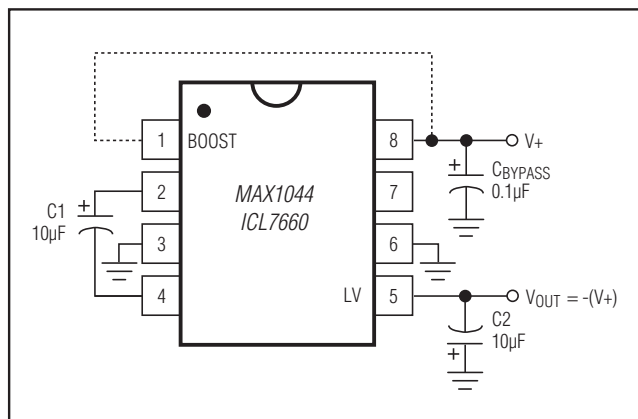 1
BOOST
8
V+
+
CBYPASS
0.1µF
2
MAX1044
ICL7660
7
+
C1
10µF
3
6
4
LV
5
VOUT = -(V+)
C2
10µF
+